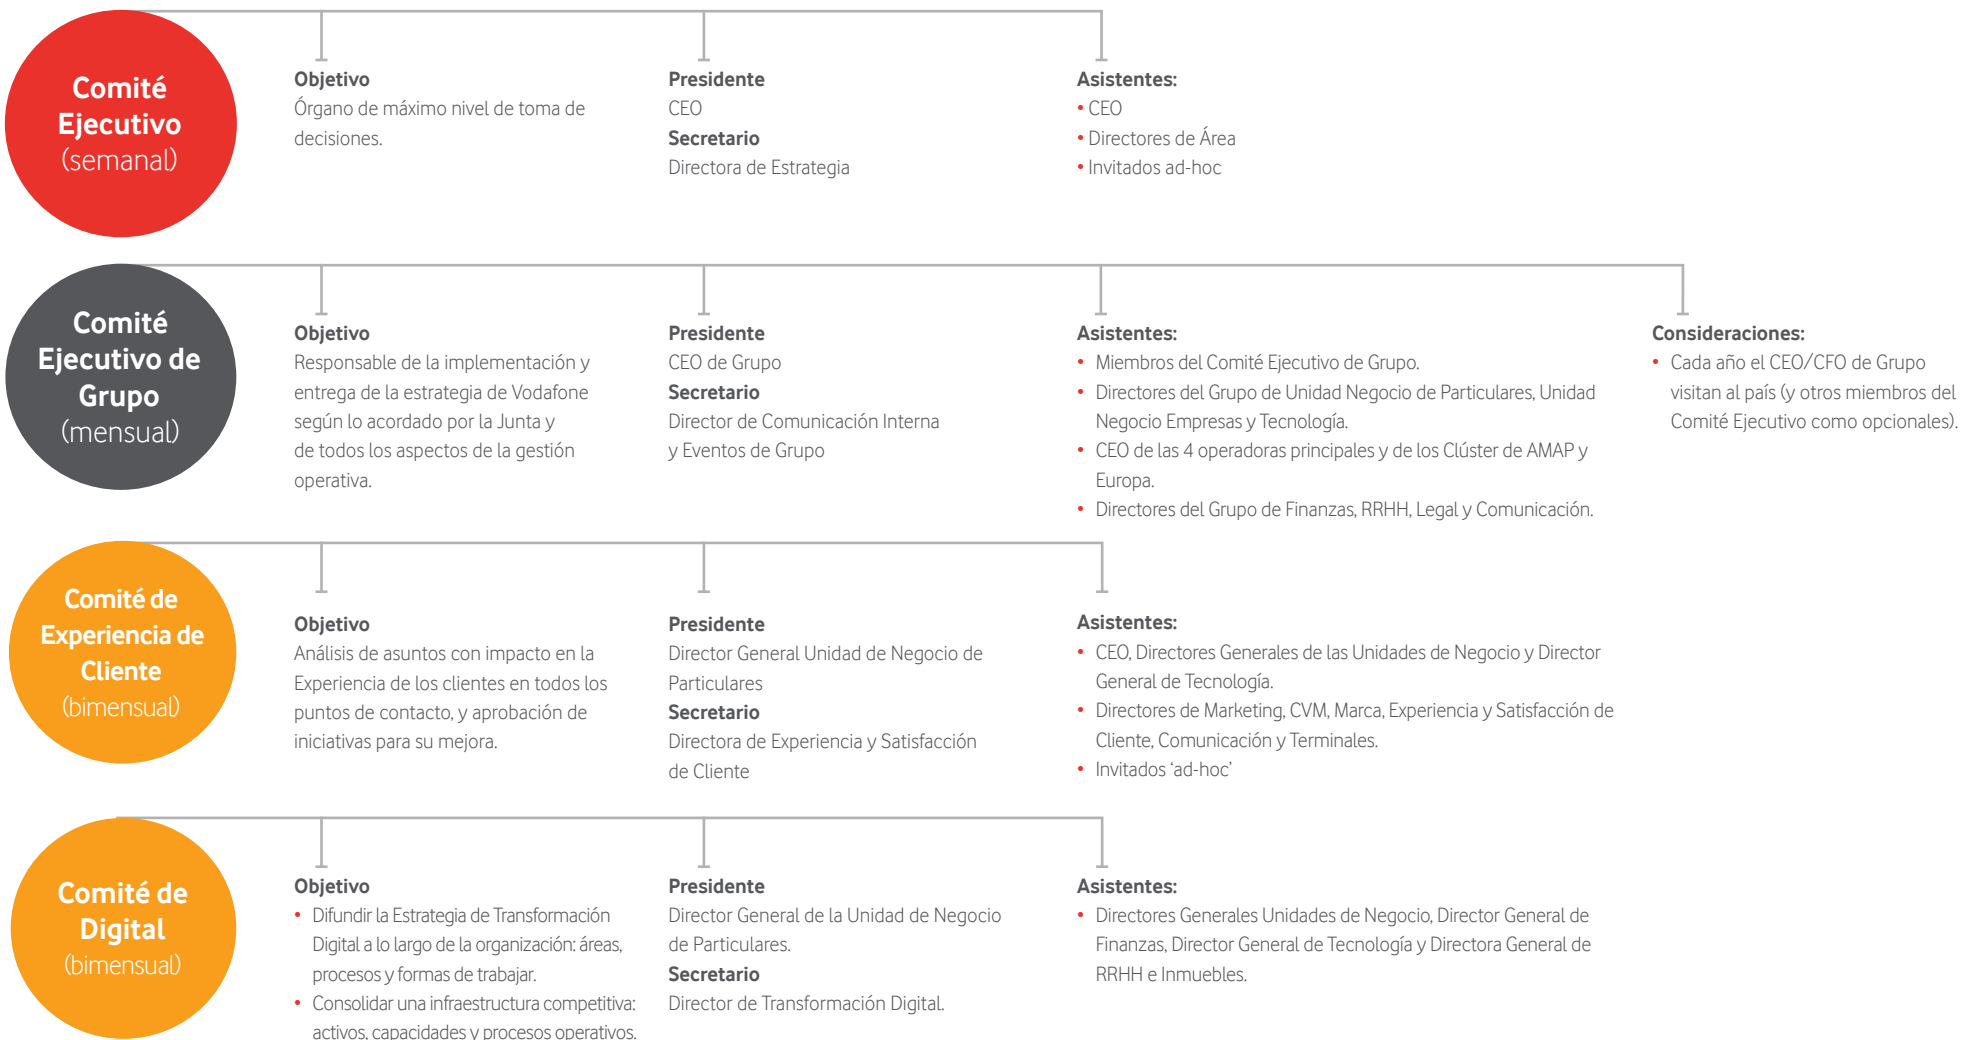 Comité
Ejecutivo
(semanal)
Objetivo
Órgano de máximo nivel de toma de
decisiones.
Presidente
CEO
Secretario
Directora de Estrategia
Asistentes:
• CEO
• Directores de Área
• Invitados ad-hoc
Comité
Ejecutivo de
Grupo
(mensual)
Objetivo
Responsable de la implementación y
entrega de la estrategia de Vodafone
según lo acordado por la Junta y
de todos los aspectos de la gestión
operativa.
Presidente
CEO de Grupo
Secretario
Director de Comunicación Interna
y Eventos de Grupo
Asistentes:
• Miembros del Comité Ejecutivo de Grupo.
• Directores del Grupo de Unidad Negocio de Particulares, Unidad
Negocio Empresas y Tecnología.
• CEO de las 4 operadoras principales y de los Clúster de AMAP y
Europa.
• Directores del Grupo de Finanzas, RRHH, Legal y Comunicación.
Consideraciones:
• Cada año el CEO/CFO de Grupo
visitan al país (y otros miembros del
Comité Ejecutivo como opcionales).
Comité de
Experiencia de
Cliente
(bimensual)
Objetivo
Análisis de asuntos con impacto en la
Experiencia de los clientes en todos los
puntos de contacto, y aprobación de
iniciativas para su mejora.
Presidente
Director General Unidad de Negocio de
Particulares
Secretario
Directora de Experiencia y Satisfacción
de Cliente
Asistentes:
• CEO, Directores Generales de las Unidades de Negocio y Director
General de Tecnología.
• Directores de Marketing, CVM, Marca, Experiencia y Satisfacción de
Cliente, Comunicación y Terminales.
• Invitados ‘ad-hoc’
Comité de
Digital
(bimensual)
Objetivo
• Difundir la Estrategia de Transformación
Digital a lo largo de la organización: áreas,
procesos y formas de trabajar.
• Consolidar una infraestructura competitiva:
activos, capacidades y procesos operativos.
Presidente
Director General de la Unidad de Negocio
de Particulares.
Secretario
Director de Transformación Digital.
Asistentes:
• Directores Generales Unidades de Negocio, Director General de
Finanzas, Director General de Tecnología y Directora General de
RRHH e Inmuebles.